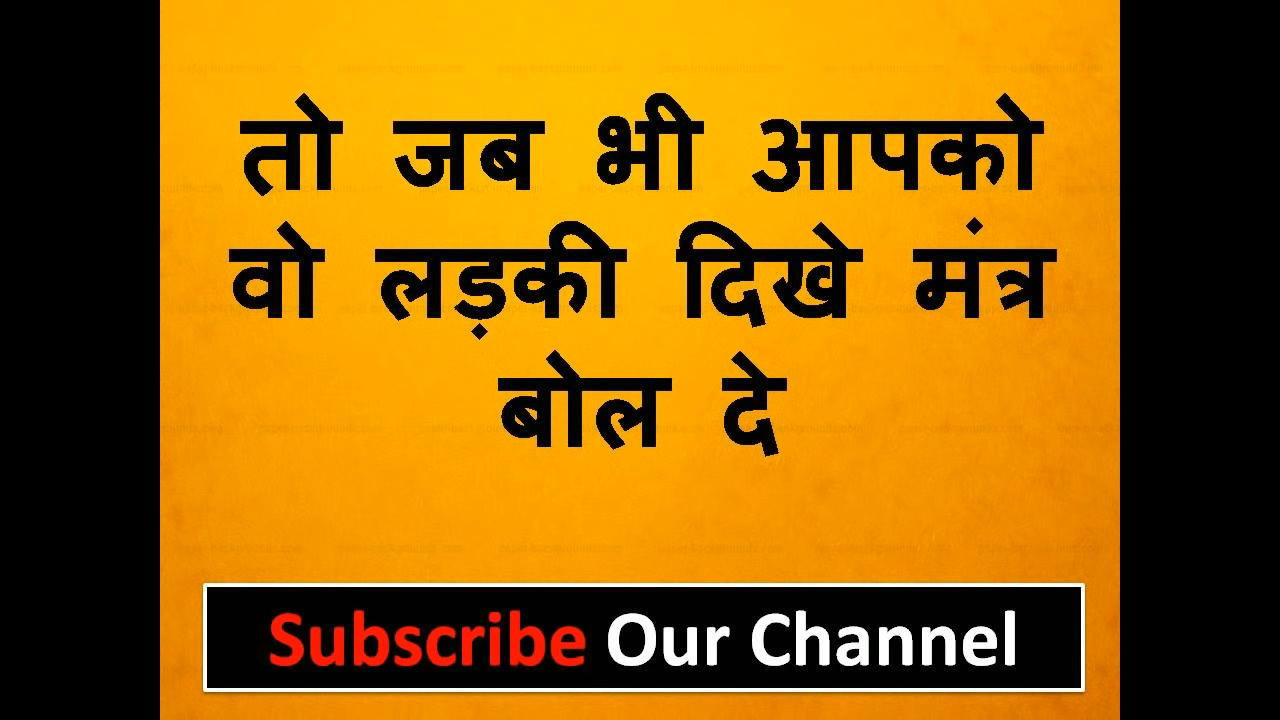 तो जब भी आपको
वो लड़की दिखे मंत्र
बोल दे
Subscribe Our Channel